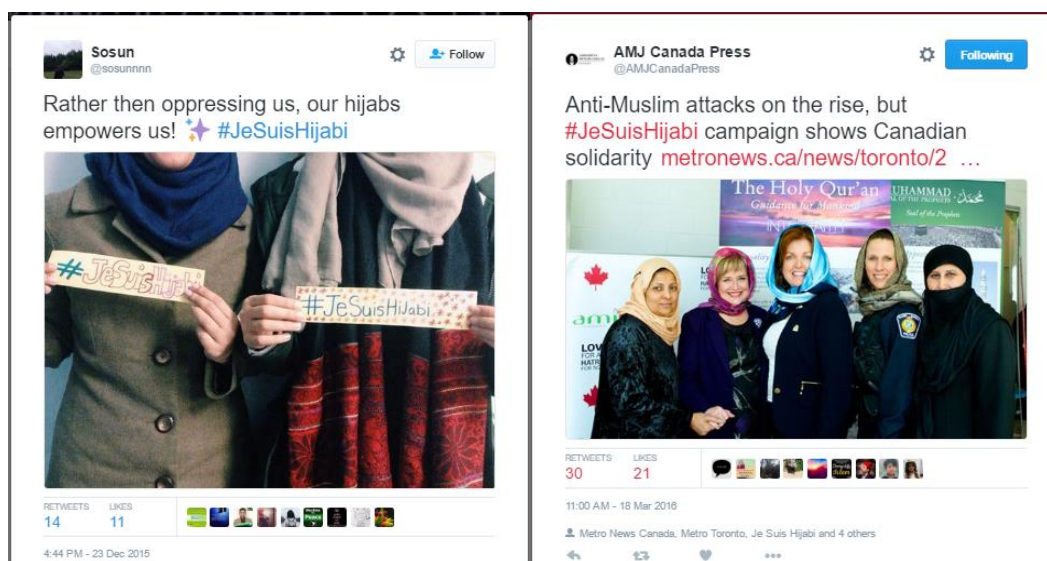 Sosun
@sosunnnn
Follow
Rather then oppressing us, our hijabs
empowers us! #JeSuisHijabi
#JeSuisHijabi
#JeSuisHijabi
RETWEETS LIKES
14 11
4:44 PM - 23 Dec 2015
AMJ Canada Press
@AMJCanadaPress
Following
Anti-Muslim attacks on the rise, but
#JeSuisHijabi campaign shows Canadian
solidarity metronews.ca/news/toronto/2 …
The Holy Qur'an
Guidance for Mankind
UHAMMAD
Seal of the Prophets
LOV
FOR A
HATR
RETWEETS LIKES
30 21
11:00 AM - 18 Mar 2016
Metro News Canada, Metro Toronto, Je Suis Hijabi and 4 others